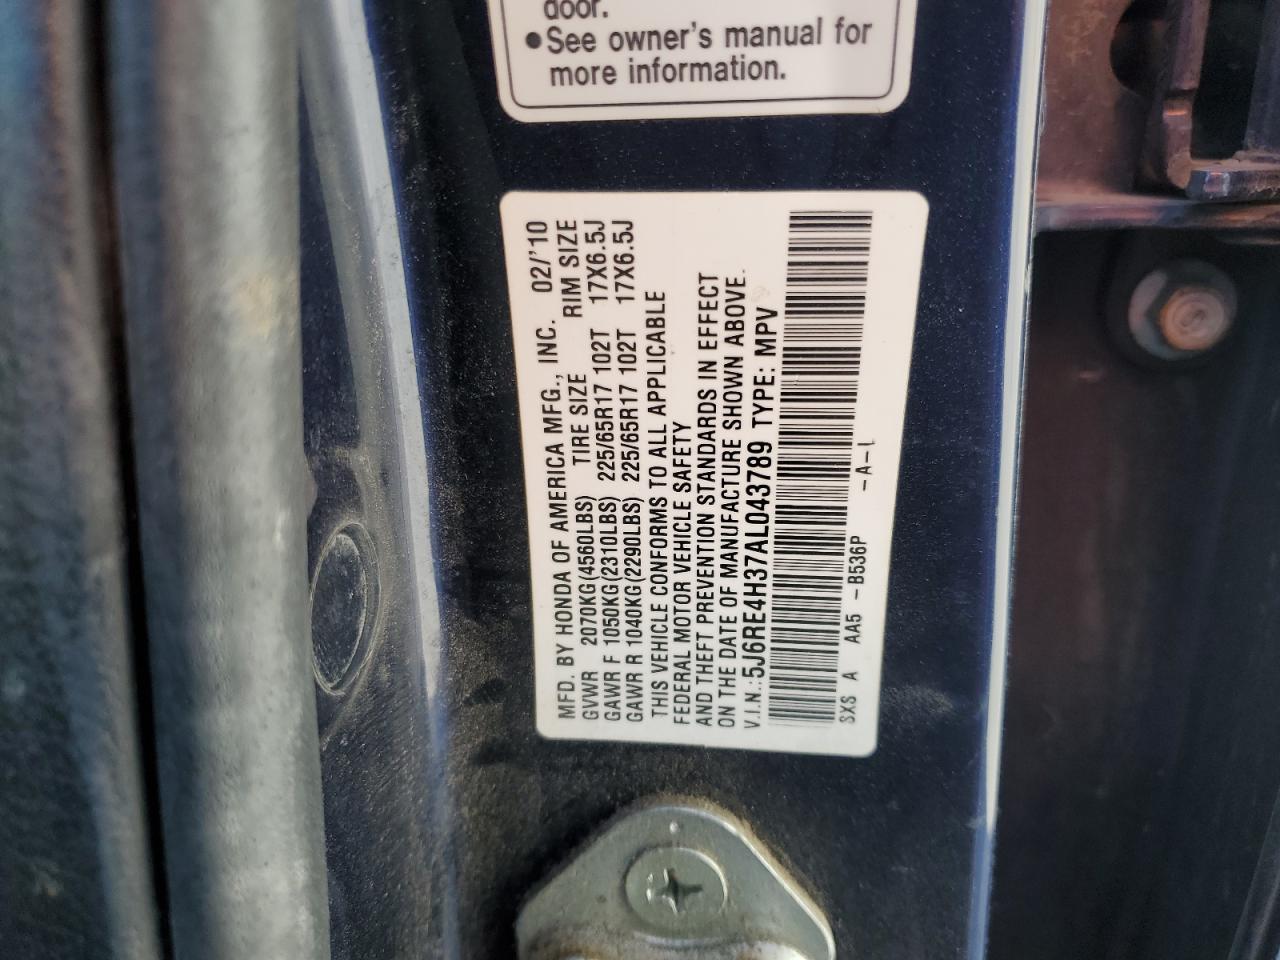 door.
●See owner's manual for
more information.
MFD. BY HONDA OF AMERICA MFG., INC. 02/'10
GVWR 2070KG(4560LBS) TIRE SIZE RIM SIZE
GAWR F 1050KG(2310LBS) 225/65R17 102T 17X6.5J
GAWR R 1040KG(2290LBS) 225/65R17 102T 17X6.5J
THIS VEHICLE CONFORMS TO ALL APPLICABLE
FEDERAL MOTOR VEHICLE SAFETY
AND THEFT PREVENTION STANDARDS IN EFFECT
ON THE DATE OF MANUFACTURE SHOWN ABOVE.
V.I.N.:5J6RE4H37AL043789 TYPE: MPV
SXS A AA5 -B536P -A-L